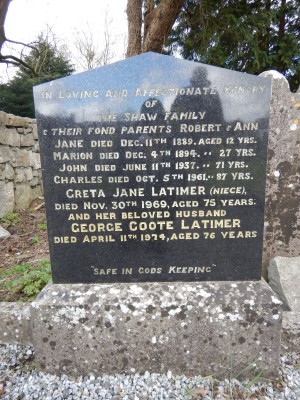 IN LOVING AND AFFECTIONATE MEMORY
OF
THE SHAW FAMILY
& THEIR FOND PARENTS ROBERT & ANN
JANE DIED DEC. 11TH 1889, AGED 12 YRS.
MARION DIED DEC. 4TH 1894. ,, 27 YRS.
JOHN DIED JUNE 11TH 1937. ,, 71 YRS.
CHARLES DIED OCT. 5TH 1961. ,, 87 YRS.
GRETA JANE LATIMER (NIECE),
DIED NOV. 30TH 1969, AGED 75 YEARS.
AND HER BELOVED HUSBAND
GEORGE COOTE LATIMER
DIED APRIL 11TH 1974, AGED 76 YEARS
"SAFE IN GODS KEEPING"